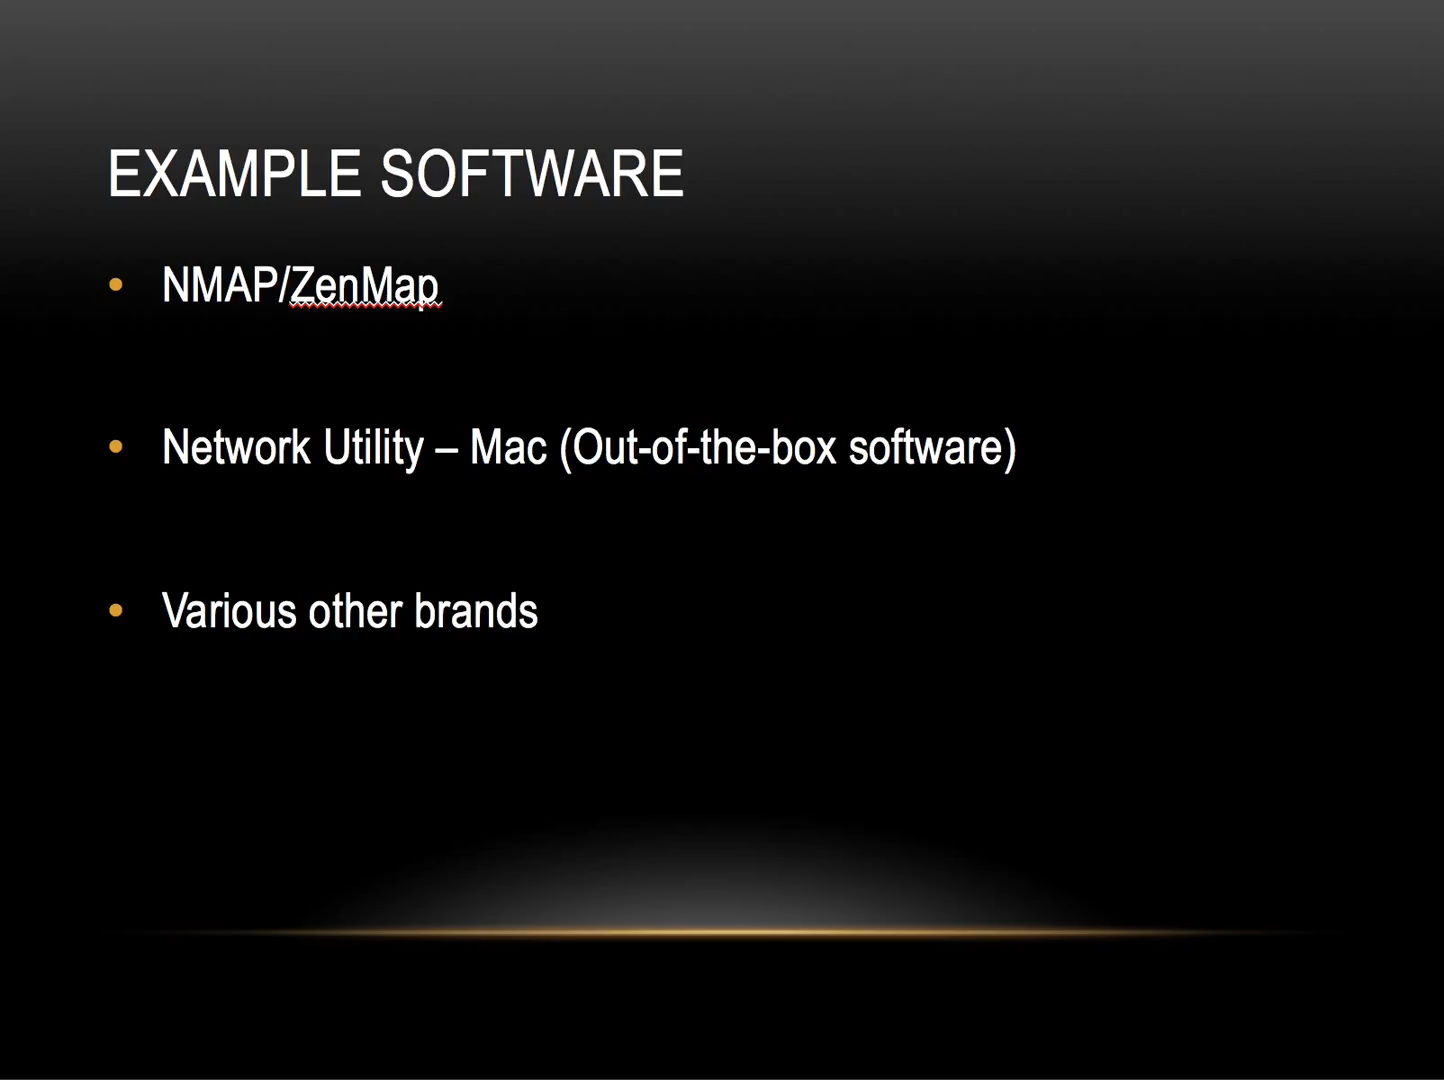 EXAMPLE SOFTWARE
• NMAP/ZenMap
• Network Utility – Mac (Out-of-the-box software)
• Various other brands